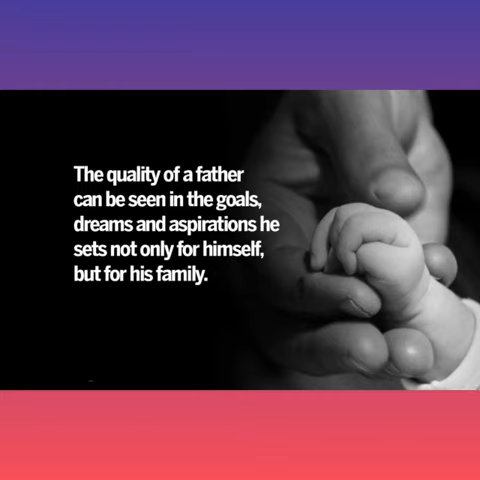 The quality of a father
can be seen in the goals,
dreams and aspirations he
sets not only for himself,
but for his family.